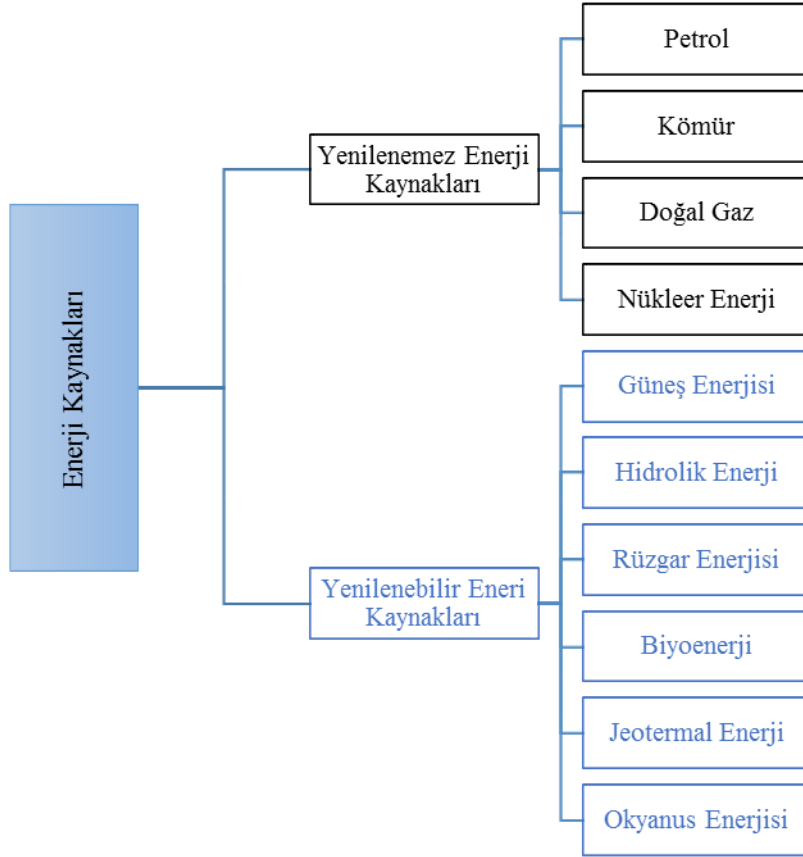 Enerji Kaynakları
Yenilenemez Enerji
Kaynakları
Petrol
Kömür
Doğal Gaz
Nükleer Enerji
Yenilenebilir Eneri
Kaynakları
Güneş Enerjisi
Hidrolik Enerji
Rüzgar Enerjisi
Biyoenerji
Jeotermal Enerji
Okyanus Enerjisi